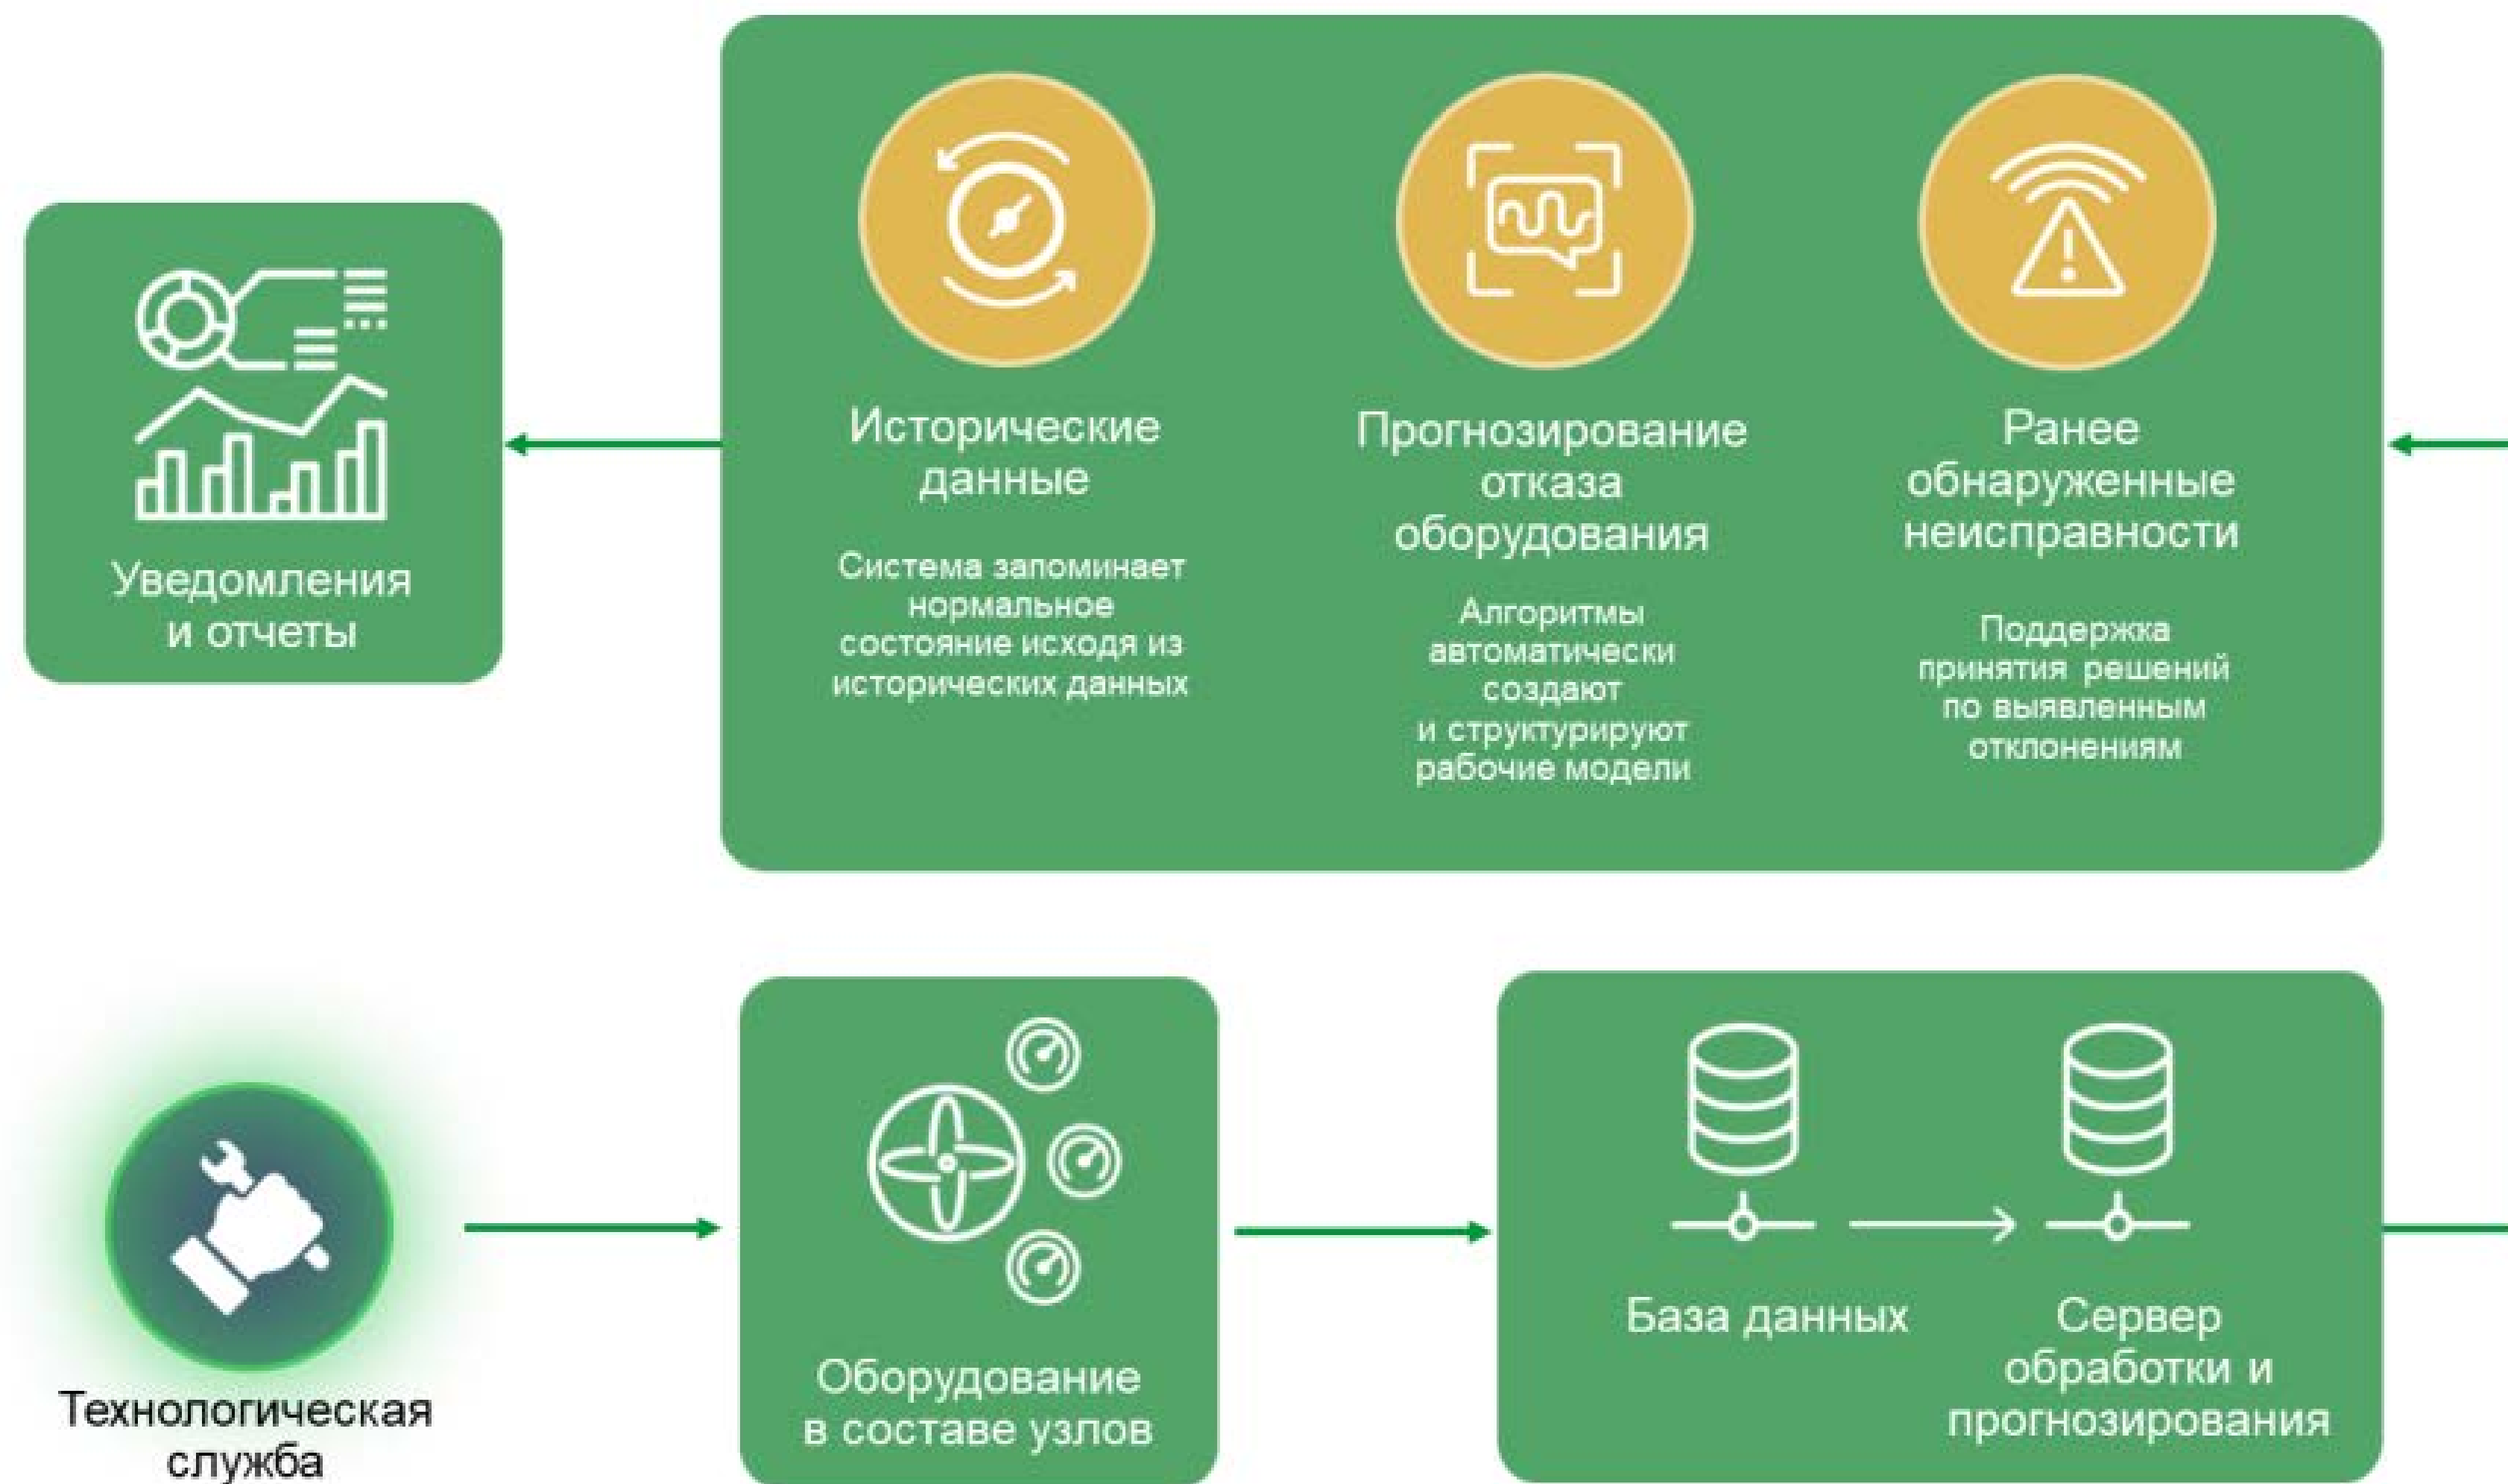 Уведомления
и отчеты
Исторические
данные
Система запоминает
нормальное
состояние исходя из
исторических данных
Прогнозирование
отказа
оборудования
Алгоритмы
автоматически
создают
и структурируют
рабочие модели
Ранее
обнаруженные
неисправности
Поддержка
принятия решений
по выявленным
отклонениям
Технологическая
служба
Оборудование
в составе узлов
База данных
Сервер
обработки и
прогнозирования